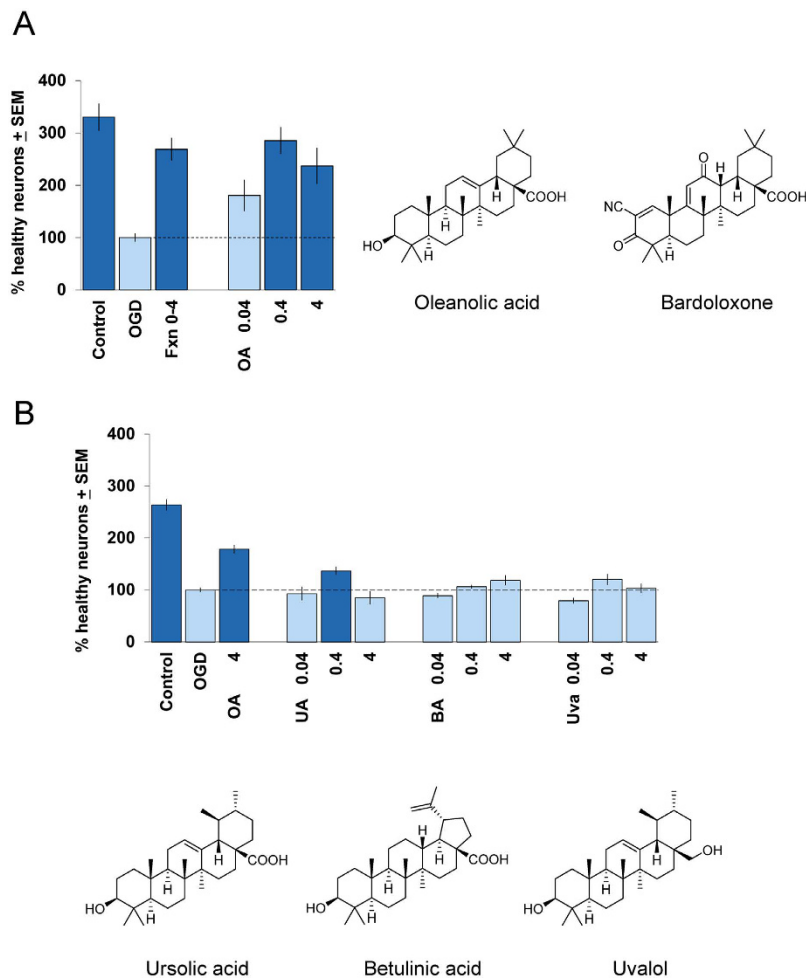 A
% healthy neurons ± SEM
400
300
200
100
0
Control
OGD
Fxn 0-4
OA 0.04
0.4
4
COOH
H
H
HO
H
Oleanolic acid
O
H
H
COOH
NC
O
H
Bardoloxone
B
% healthy neurons ± SEM
400
300
200
100
0
Control
OGD
OA 4
UA 0.04
0.4
4
BA 0.04
0.4
4
Uva 0.04
0.4
4
H
COOH
H
HO
H
Ursolic acid
H
H
COOH
H
HO
H
Betulinic acid
H
OH
H
HO
H
Uvalol